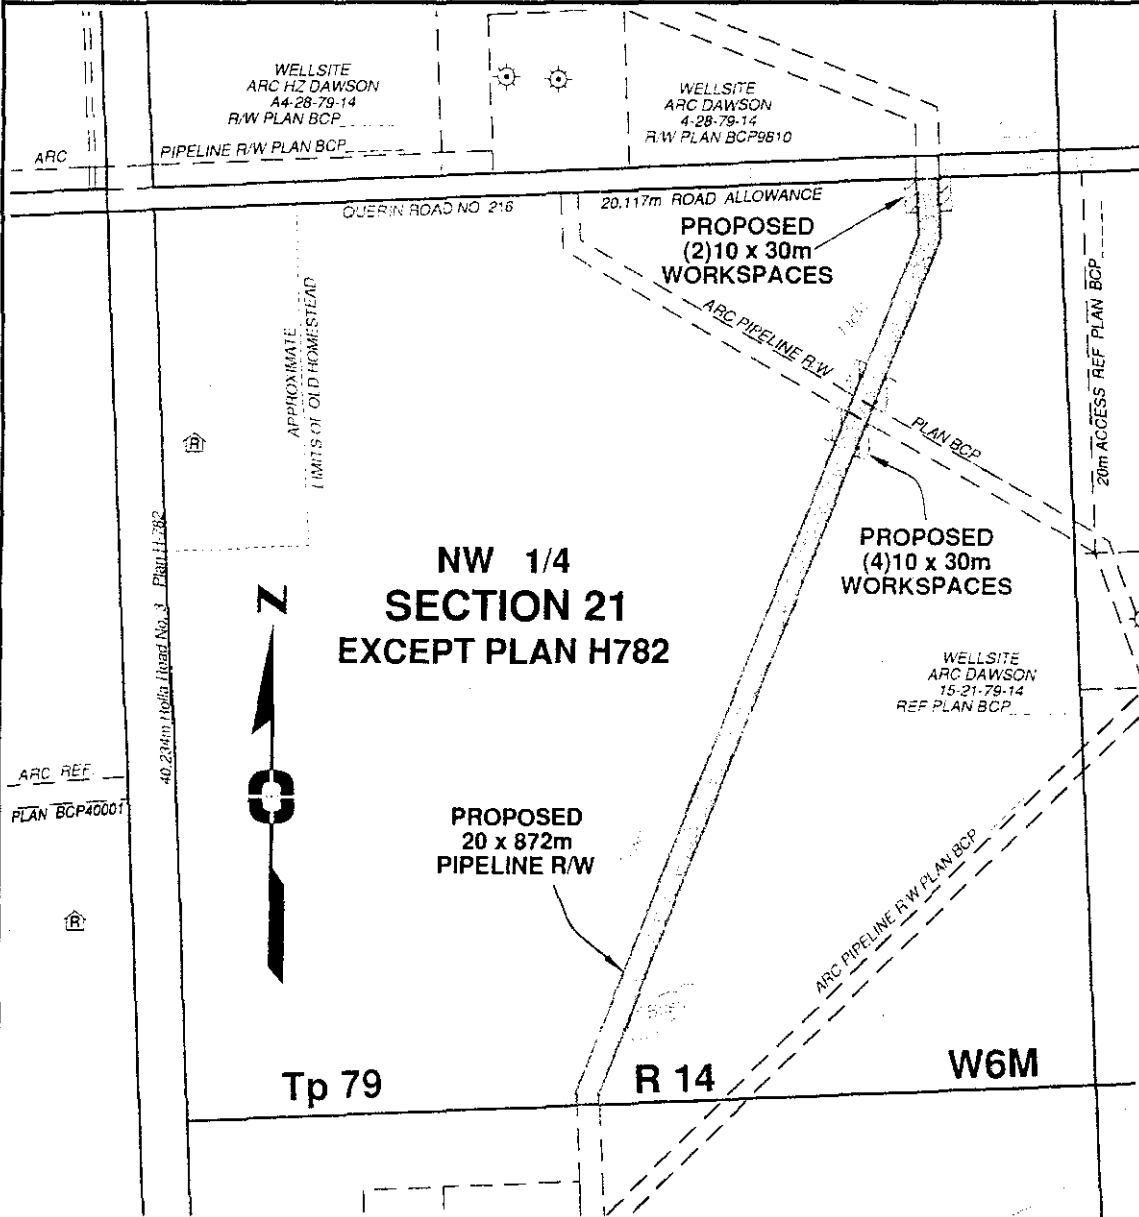 WELLSITE
ARC HZ DAWSON
A4-28-79-14
R/W PLAN BCP
WELLSITE
ARC DAWSON
4-28-79-14
R/W PLAN BCP9810
ARC
PIPELINE R/W PLAN BCP
QUERIN ROAD NO 216
20.117m ROAD ALLOWANCE
PROPOSED
(2)10 x 30m
WORKSPACES
ARC PIPELINE R/W
PLAN BCP
20m ACCESS REF PLAN BCP
APPROXIMATE
LIMITS OF OLD HOMESTEAD
R
PROPOSED
(4)10 x 30m
WORKSPACES
NW 1/4
SECTION 21
EXCEPT PLAN H782
40.234m Rolla Road No. 3 Plan H-782
N
WELLSITE
ARC DAWSON
15-21-79-14
REF PLAN BCP
ARC REF.
PLAN BCP40001
PROPOSED
20 x 872m
PIPELINE R/W
ARC PIPELINE R/W PLAN BCP
R
Tp 79
R 14
W6M